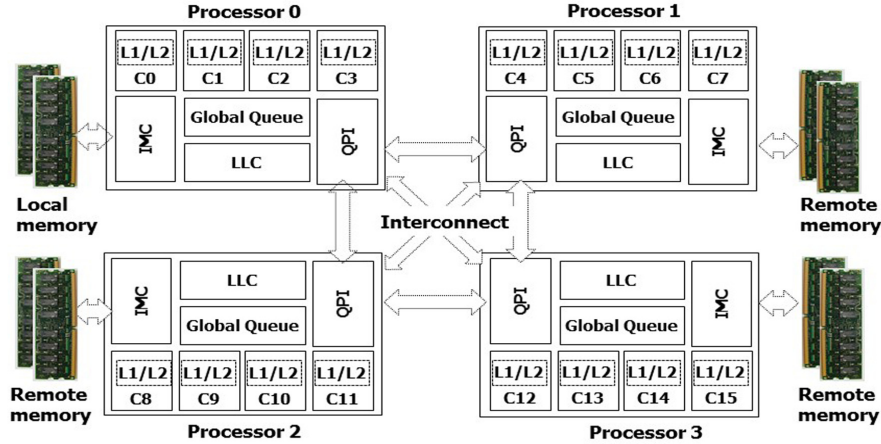 Processor 0
Processor 1
L1/L2 L1/L2 L1/L2 L1/L2
C0 C1 C2 C3
L1/L2 L1/L2 L1/L2 L1/L2
C4 C5 C6 C7
IMC
Global Queue
LLC
QPI
QPI
Global Queue
LLC
IMC
Local
memory
Interconnect
Remote
memory
IMC
LLC
Global Queue
QPI
QPI
LLC
Global Queue
IMC
L1/L2 L1/L2 L1/L2 L1/L2
C8 C9 C10 C11
L1/L2 L1/L2 L1/L2 L1/L2
C12 C13 C14 C15
Remote
memory
Remote
memory
Processor 2
Processor 3